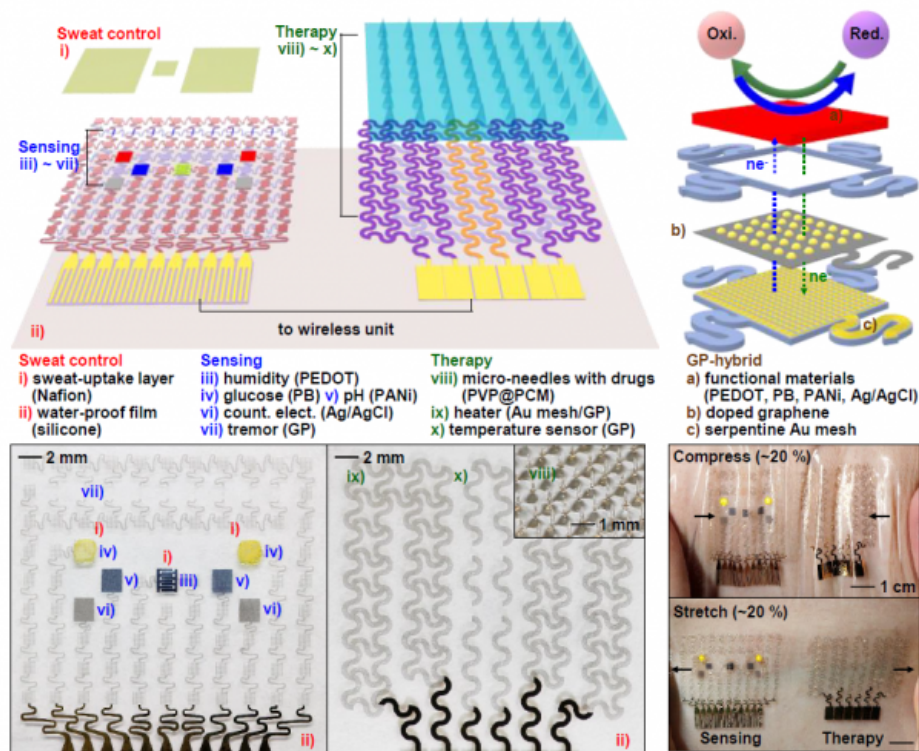 Sweat control
i)
Therapy
viii) ~ x)
Sensing
iii) ~ vii)
ii)
to wireless unit
Oxi.
Red.
a)
ne-
b)
ne-
c)
Sweat control
i) sweat-uptake layer
(Nafion)
ii) water-proof film
(silicone)
Sensing
iii) humidity (PEDOT)
iv) glucose (PB) v) pH (PANi)
vi) count. elect. (Ag/AgCl)
vii) tremor (GP)
Therapy
viii) micro-needles with drugs
(PVP@PCM)
ix) heater (Au mesh/GP)
x) temperature sensor (GP)
GP-hybrid
a) functional materials
(PEDOT, PB, PANi, Ag/AgCl)
b) doped graphene
c) serpentine Au mesh
2 mm
vii)
i)
i)
iv)
i)
iv)
v)
iii)
v)
vi)
vi)
ii)
2 mm
ix)
x)
viii)
1 mm
ii)
Compress (~20 %)
1 cm
Stretch (~20 %)
Sensing
Therapy